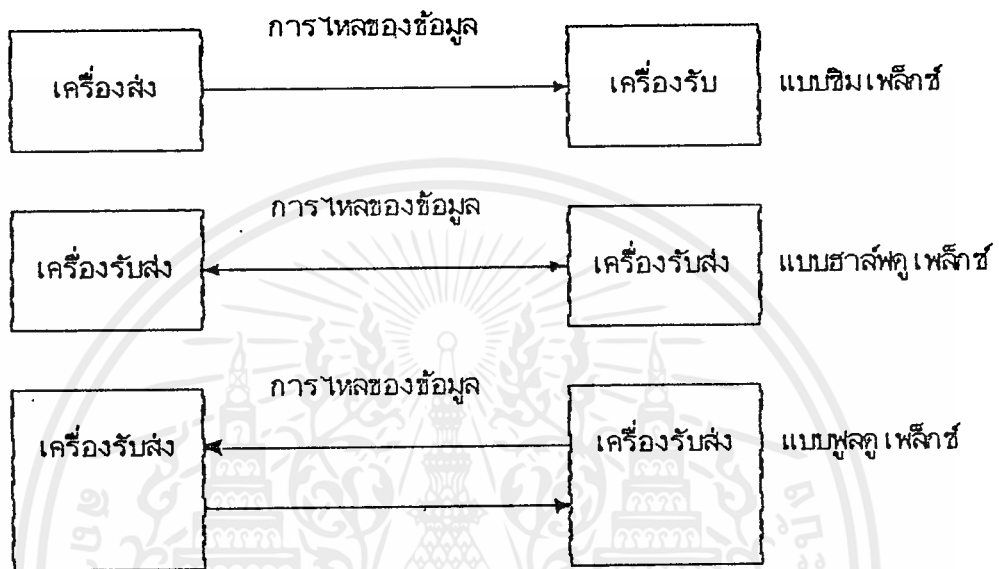 การไหลของข้อมูล
เครื่องส่ง เครื่องรับ แบบซิมเพล็กซ์
การไหลของข้อมูล
เครื่องรับส่ง เครื่องรับส่ง แบบฮาล์ฟดูเพล็กซ์
การไหลของข้อมูล
เครื่องรับส่ง เครื่องรับส่ง แบบฟูลดูเพล็กซ์